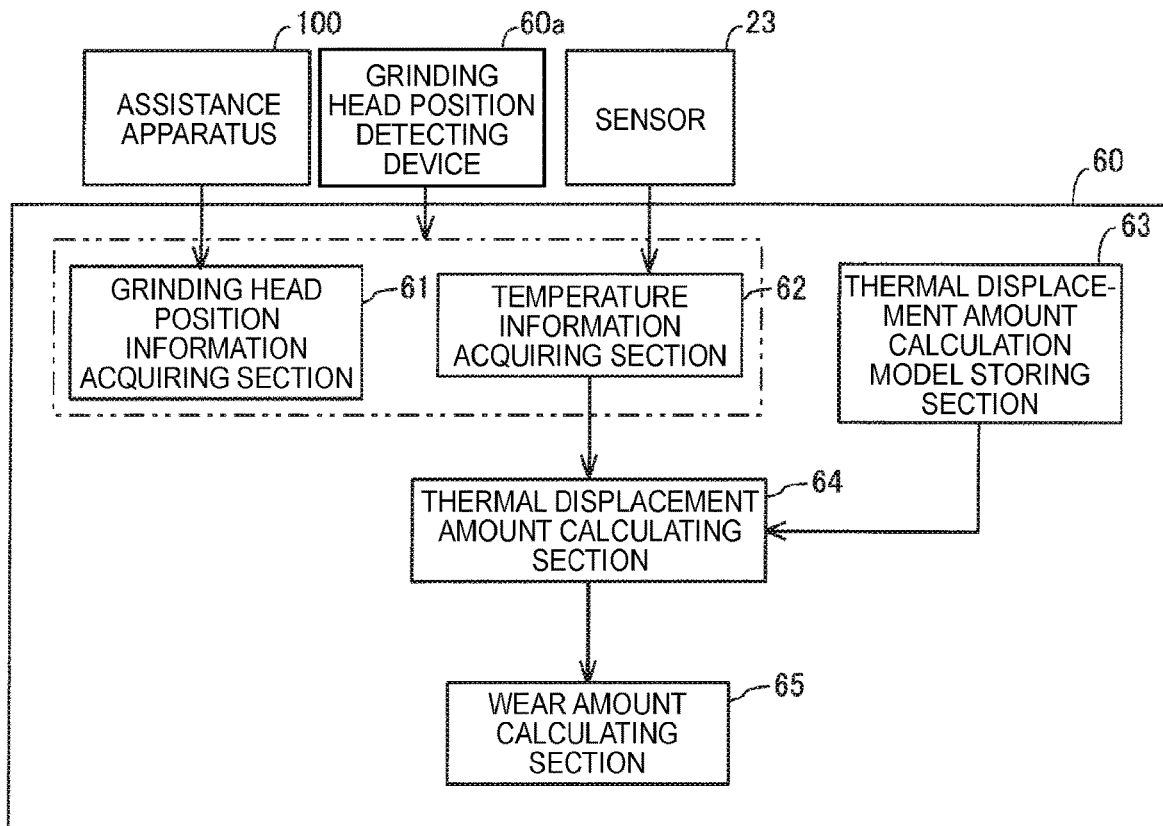 100
60a
23
ASSISTANCE
APPARATUS
GRINDING
HEAD POSITION
DETECTING
DEVICE
SENSOR
60
GRINDING HEAD
POSITION
INFORMATION
ACQUIRING SECTION
61
TEMPERATURE
INFORMATION
ACQUIRING SECTION
62
63
THERMAL DISPLACE-
MENT AMOUNT
CALCULATION
MODEL STORING
SECTION
THERMAL DISPLACEMENT
AMOUNT CALCULATING
SECTION
64
WEAR AMOUNT
CALCULATING
SECTION
65